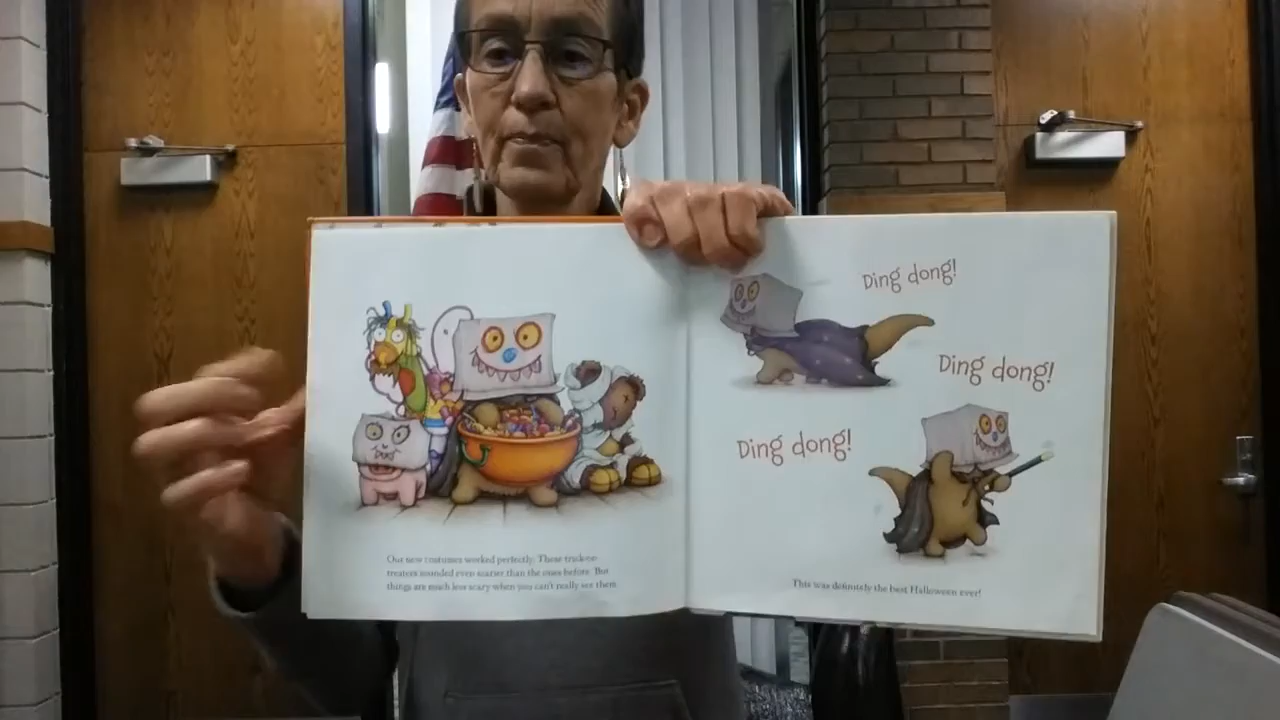 Our new costumes worked perfectly. These trick-or-
treaters sounded even scarier than the ones before. But
things are much less scary when you can't really see them.
Ding dong!
Ding dong!
Ding dong!
This was definitely the best Halloween ever!